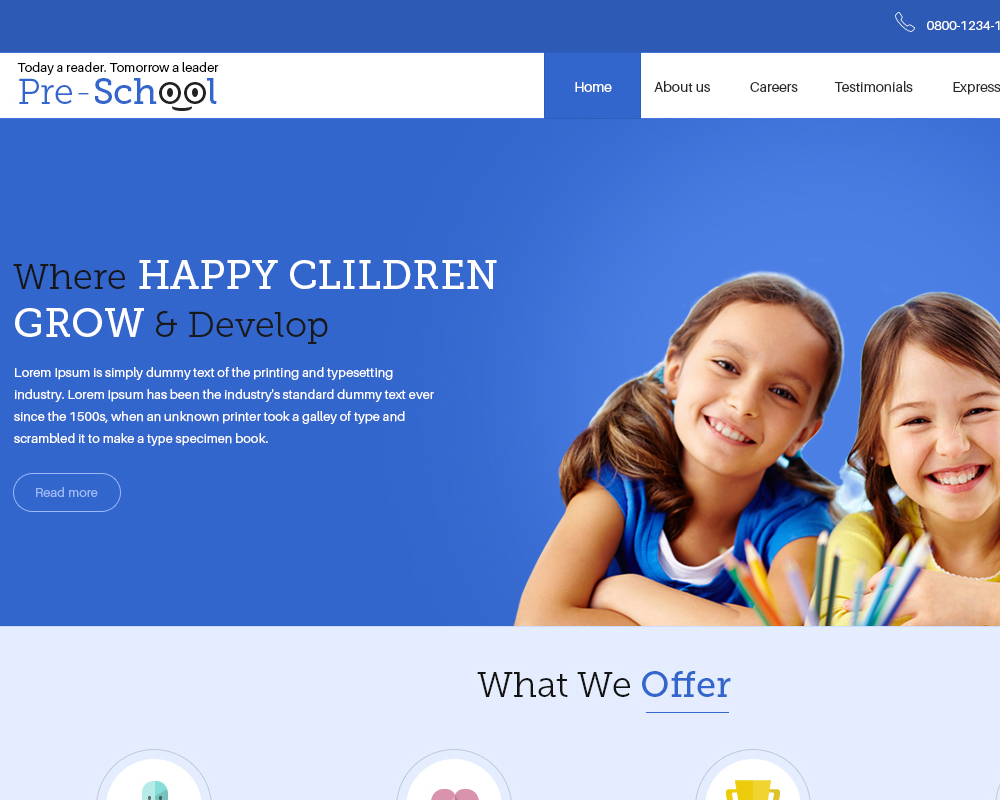 0800-1234-1
Today a reader. Tomorrow a leader
Pre-School
Home
About us
Careers
Testimonials
Express
Where HAPPY CLILDREN
GROW & Develop
Lorem Ipsum is simply dummy text of the printing and typesetting
industry. Lorem Ipsum has been the industry's standard dummy text ever
since the 1500s, when an unknown printer took a galley of type and
scrambled it to make a type specimen book.
Read more
What We Offer